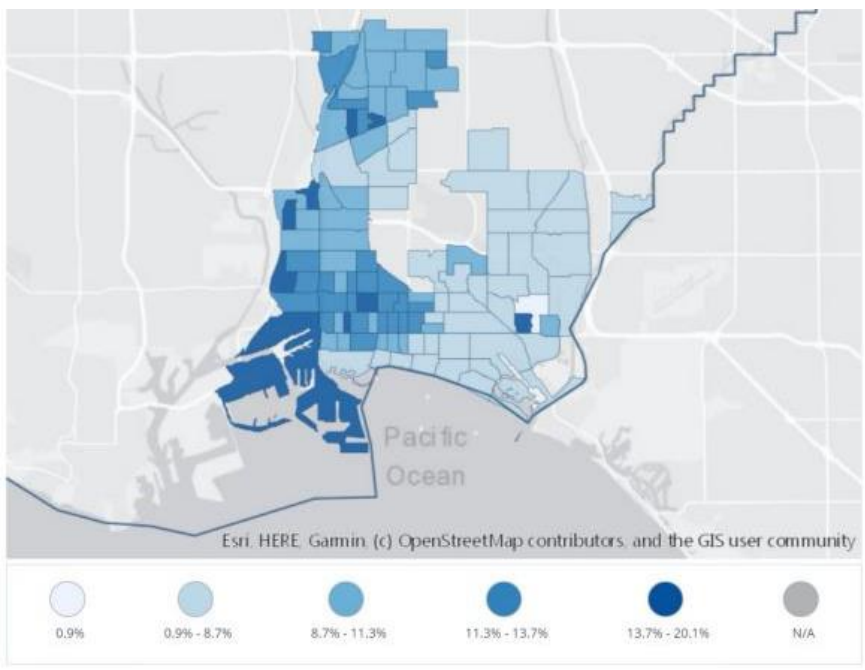 Pacific
Ocean
Esri, HERE, Garmin, (c) OpenStreetMap contributors, and the GIS user community
0.9%
0.9% - 8.7%
8.7% - 11.3%
11.3% - 13.7%
13.7% - 20.1%
N/A